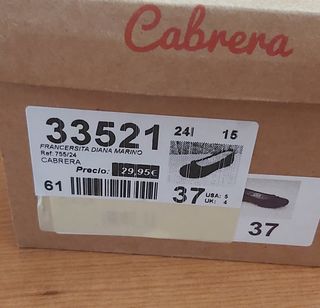 Cabrera
33521
24I 15
FRANCERSITA DIANA MARINO
Ref: 755/24
CABRERA
Precio: 29,95€
61
37 USA: 5
UK: 4
37